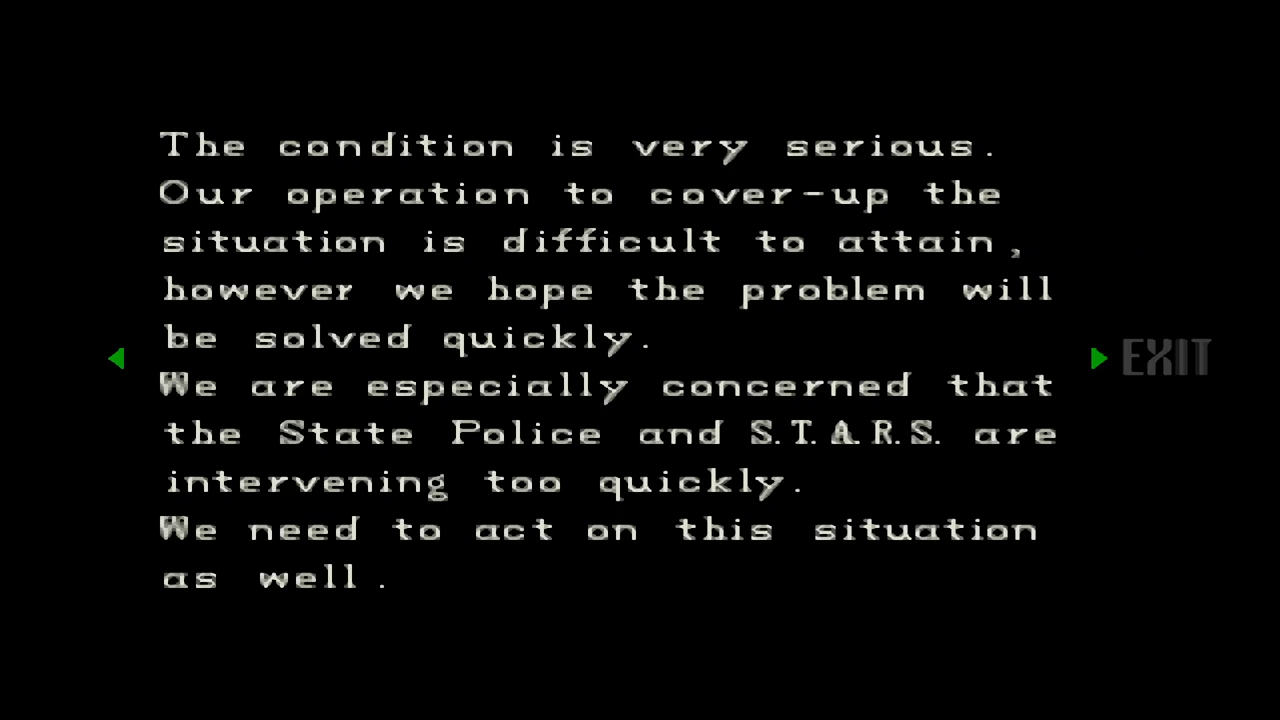 The condition is very serious.
Our operation to cover-up the
situation is difficult to attain,
however we hope the problem will
be solved quickly.
We are especially concerned that
the State Police and S.T.A.R.S. are
intervening too quickly.
We need to act on this situation
as well.
EXIT